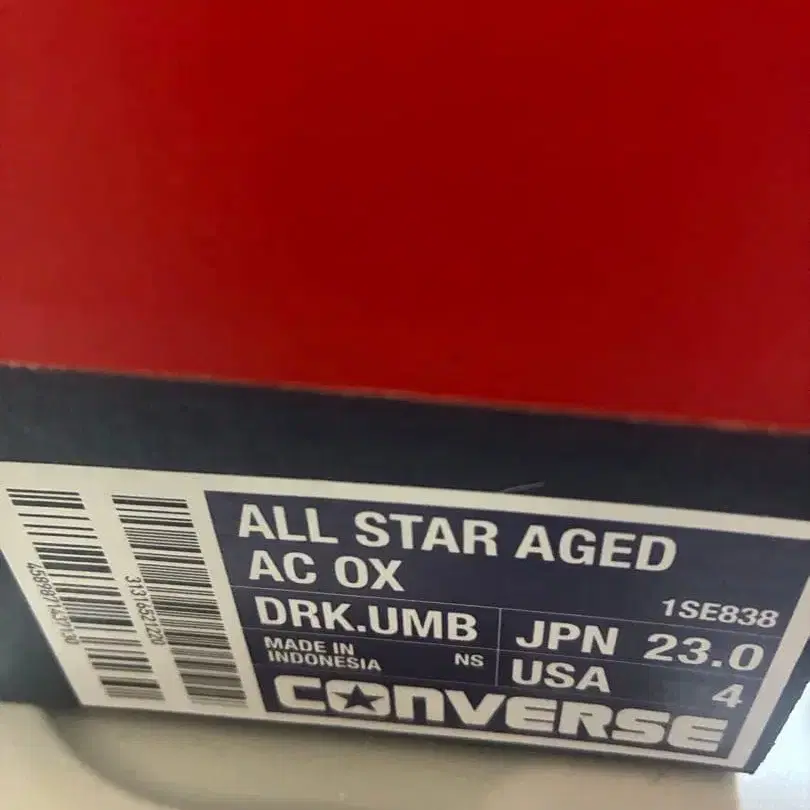 ALL STAR AGED
AC OX
1SE838
DRK.UMB
JPN 23.0
MADE IN
INDONESIA
NS
USA 4
CONVERSE